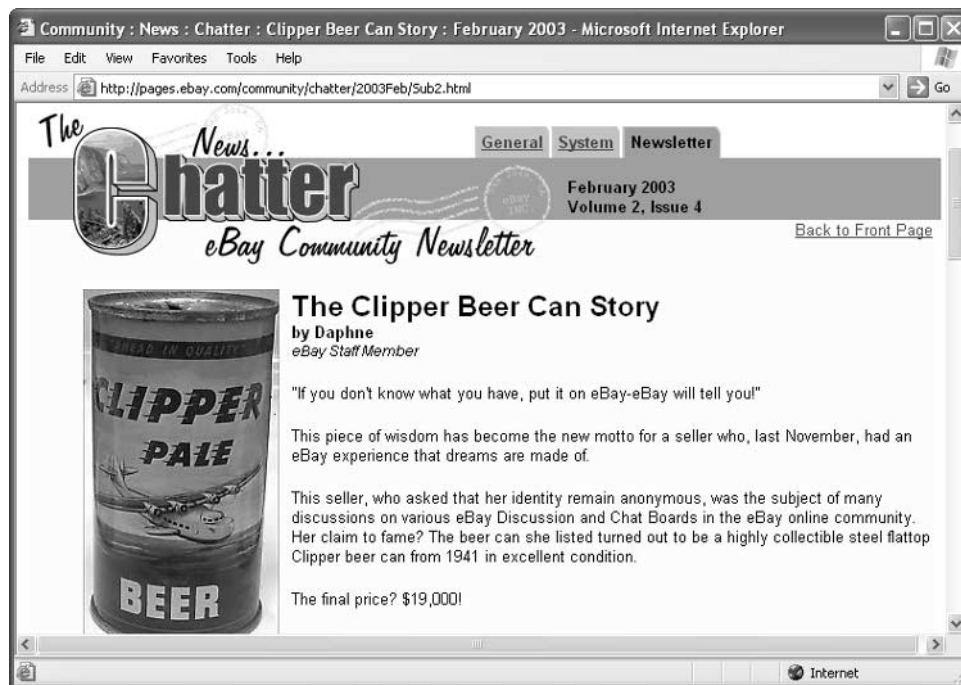 Community : News : Chatter : Clipper Beer Can Story : February 2003 - Microsoft Internet Explorer
File Edit View Favorites Tools Help
Address http://pages.ebay.com/community/chatter/2003Feb/Sub2.html Go
The
News...
Chatter
eBay Community Newsletter
General System Newsletter
February 2003
Volume 2, Issue 4
Back to Front Page
AHEAD IN QUALITY
CLIPPER
PALE
BEER
The Clipper Beer Can Story
by Daphne
eBay Staff Member
"If you don't know what you have, put it on eBay-eBay will tell you!"
This piece of wisdom has become the new motto for a seller who, last November, had an
eBay experience that dreams are made of.
This seller, who asked that her identity remain anonymous, was the subject of many
discussions on various eBay Discussion and Chat Boards in the eBay online community.
Her claim to fame? The beer can she listed turned out to be a highly collectible steel flattop
Clipper beer can from 1941 in excellent condition.
The final price? $19,000!
Internet